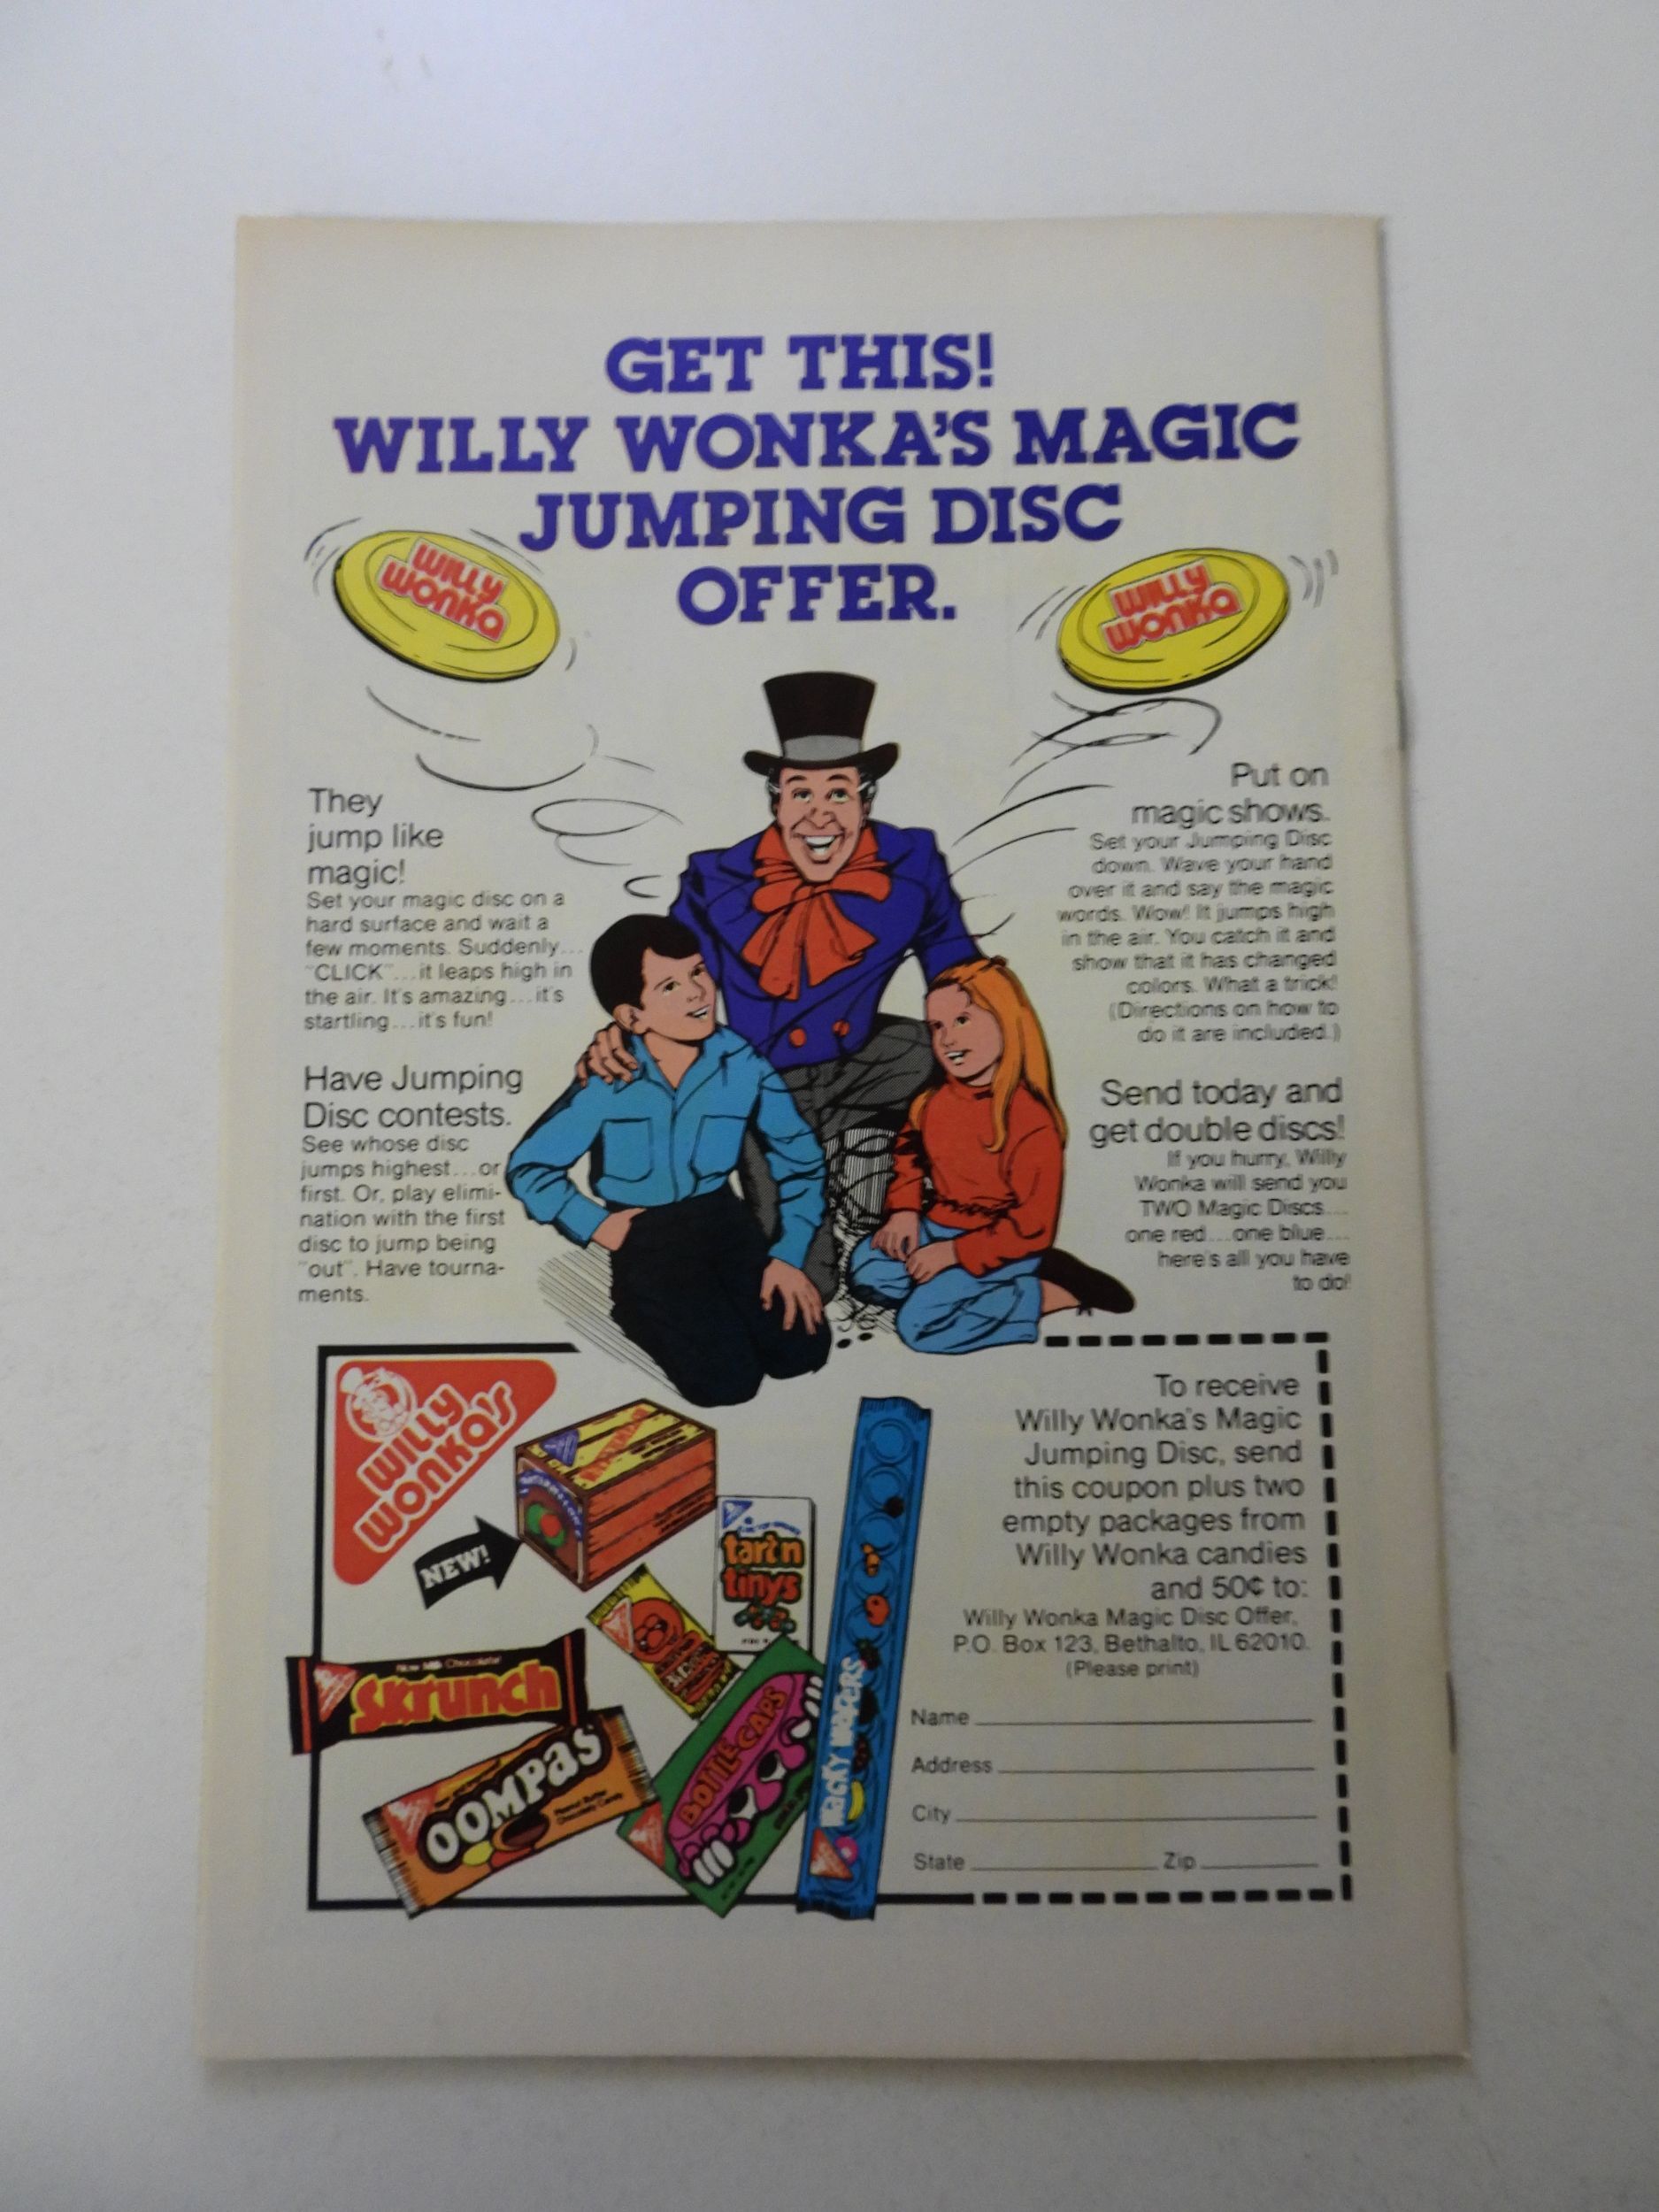 GET THIS!
WILLY WONKA'S MAGIC
JUMPING DISC
OFFER.
WILLY
WONKA
WILLY
WONKA
They
jump like
magic!
Set your magic disc on a
hard surface and wait a
few moments. Suddenly...
"CLICK"...it leaps high in
the air. It's amazing...it's
startling...it's fun!
Have Jumping
Disc contests.
See whose disc
jumps highest...or
first. Or, play elimi-
nation with the first
disc to jump being
"out". Have tourna-
ments.
Put on
magic shows.
Set your Jumping Disc
down. Wave your hand
over it and say the magic
words. Wow! It jumps high
in the air. You catch it and
show that it has changed
colors. What a trick!
(Directions on how to
do it are included.)
Send today and
get double discs!
If you hurry, Willy
Wonka will send you
TWO Magic Discs....
one red...one blue...
here's all you have
to do!
WILLY
WONKA'S
NEW!
tart n
tinys
Skrunch
OOMPAS
Peanut Butter
Chocolatey Candy
BOTTLE CAPS
WACKY WAFERS
To receive
Willy Wonka's Magic
Jumping Disc, send
this coupon plus two
empty packages from
Willy Wonka candies
and 50¢ to:
Willy Wonka Magic Disc Offer,
P.O. Box 123, Bethalto, IL 62010.
(Please print)
Name
Address
City
State Zip